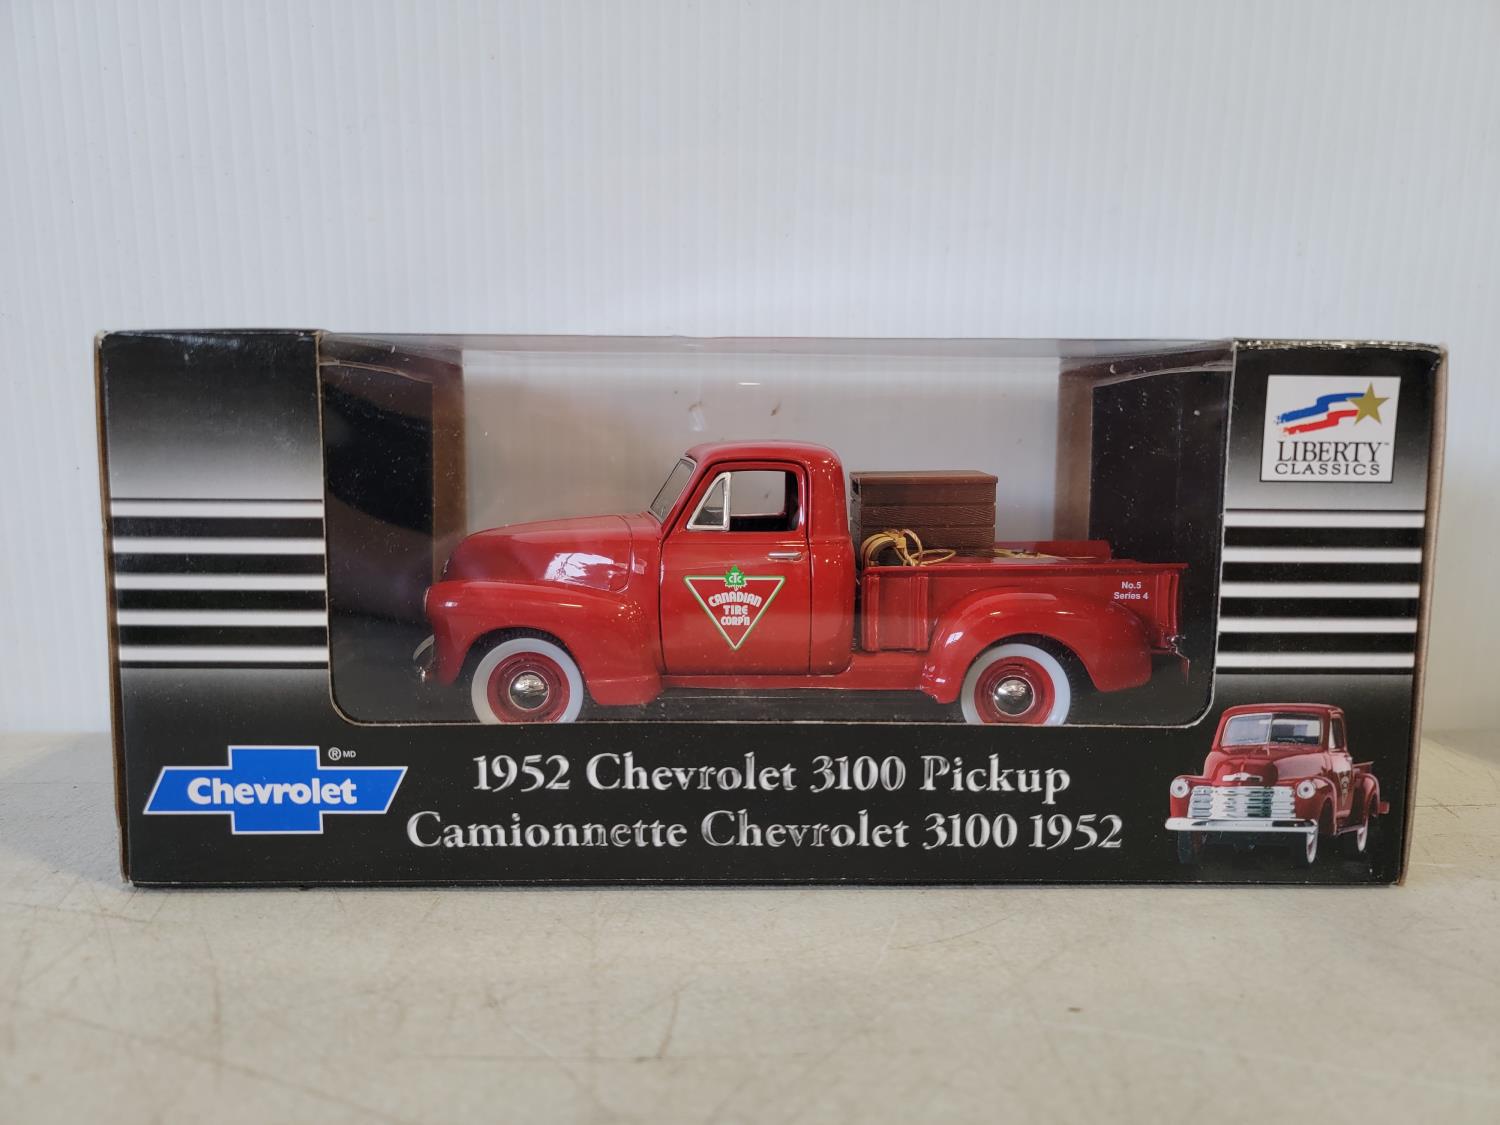 LIBERTY™
CLASSICS
No.5
Series 4
CTC
CANADIAN
TIRE
CORP'N
Chevrolet
®MD
1952 Chevrolet 3100 Pickup
Camionnette Chevrolet 3100 1952